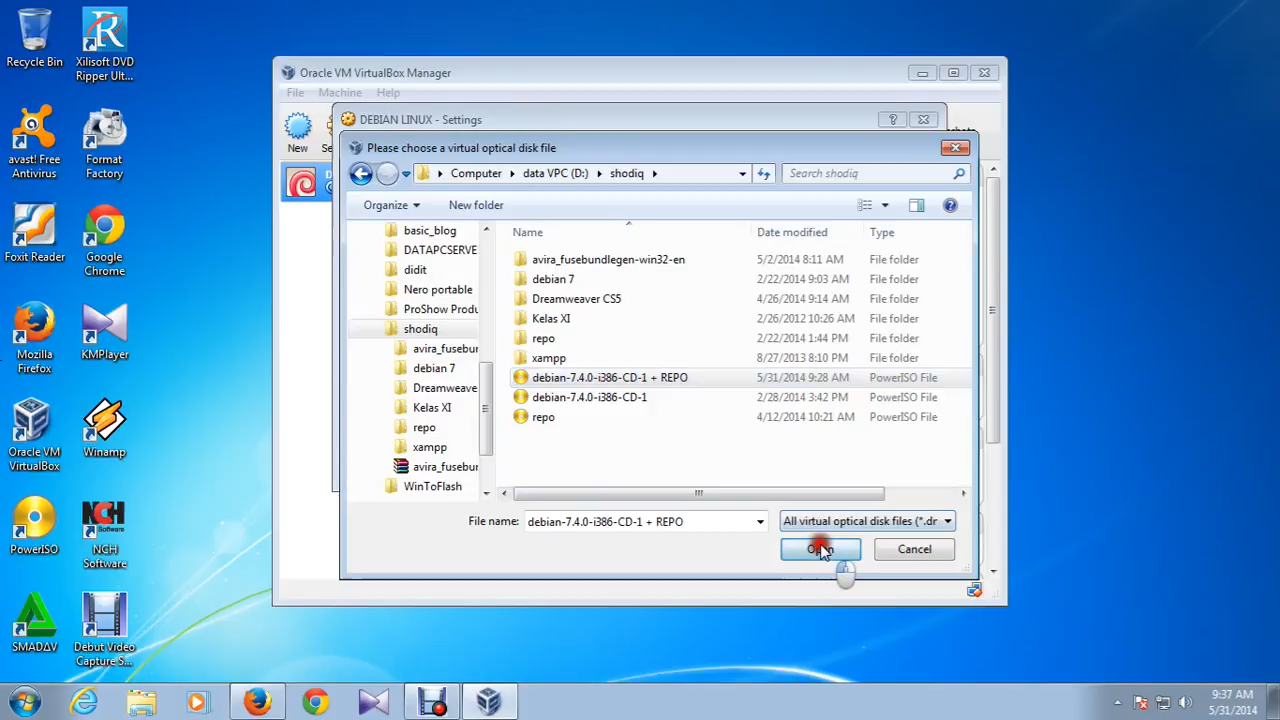 Recycle Bin
Xilisoft DVD
Ripper Ult...
avast! Free
Antivirus
Format
Factory
Foxit Reader
Google
Chrome
Mozilla
Firefox
KMPlayer
Oracle VM
VirtualBox
Winamp
PowerISO
NCH
Software
SMADΔV
Debut Video
Capture S...
Oracle VM VirtualBox Manager
File Machine Help
New
DEBIAN LINUX - Settings
Please choose a virtual optical disk file
Computer data VPC (D:) shodiq
Search shodiq
Organize New folder
basic_blog
DATAPCSERVE
didit
Nero portable
ProShow Produ
shodiq
avira_fusebur
debian 7
Dreamweave
Kelas XI
repo
xampp
avira_fusebur
WinToFlash
Name Date modified Type
avira_fusebundlegen-win32-en 5/2/2014 8:11 AM File folder
debian 7 2/22/2014 9:03 AM File folder
Dreamweaver CS5 4/26/2014 9:14 AM File folder
Kelas XI 2/26/2012 10:26 AM File folder
repo 2/22/2014 1:44 PM File folder
xampp 8/27/2013 8:10 PM File folder
debian-7.4.0-i386-CD-1 + REPO 5/31/2014 9:28 AM PowerISO File
debian-7.4.0-i386-CD-1 2/28/2014 3:42 PM PowerISO File
repo 4/12/2014 10:21 AM PowerISO File
File name: debian-7.4.0-i386-CD-1 + REPO All virtual optical disk files (*.dr
Open Cancel
9:37 AM
5/31/2014